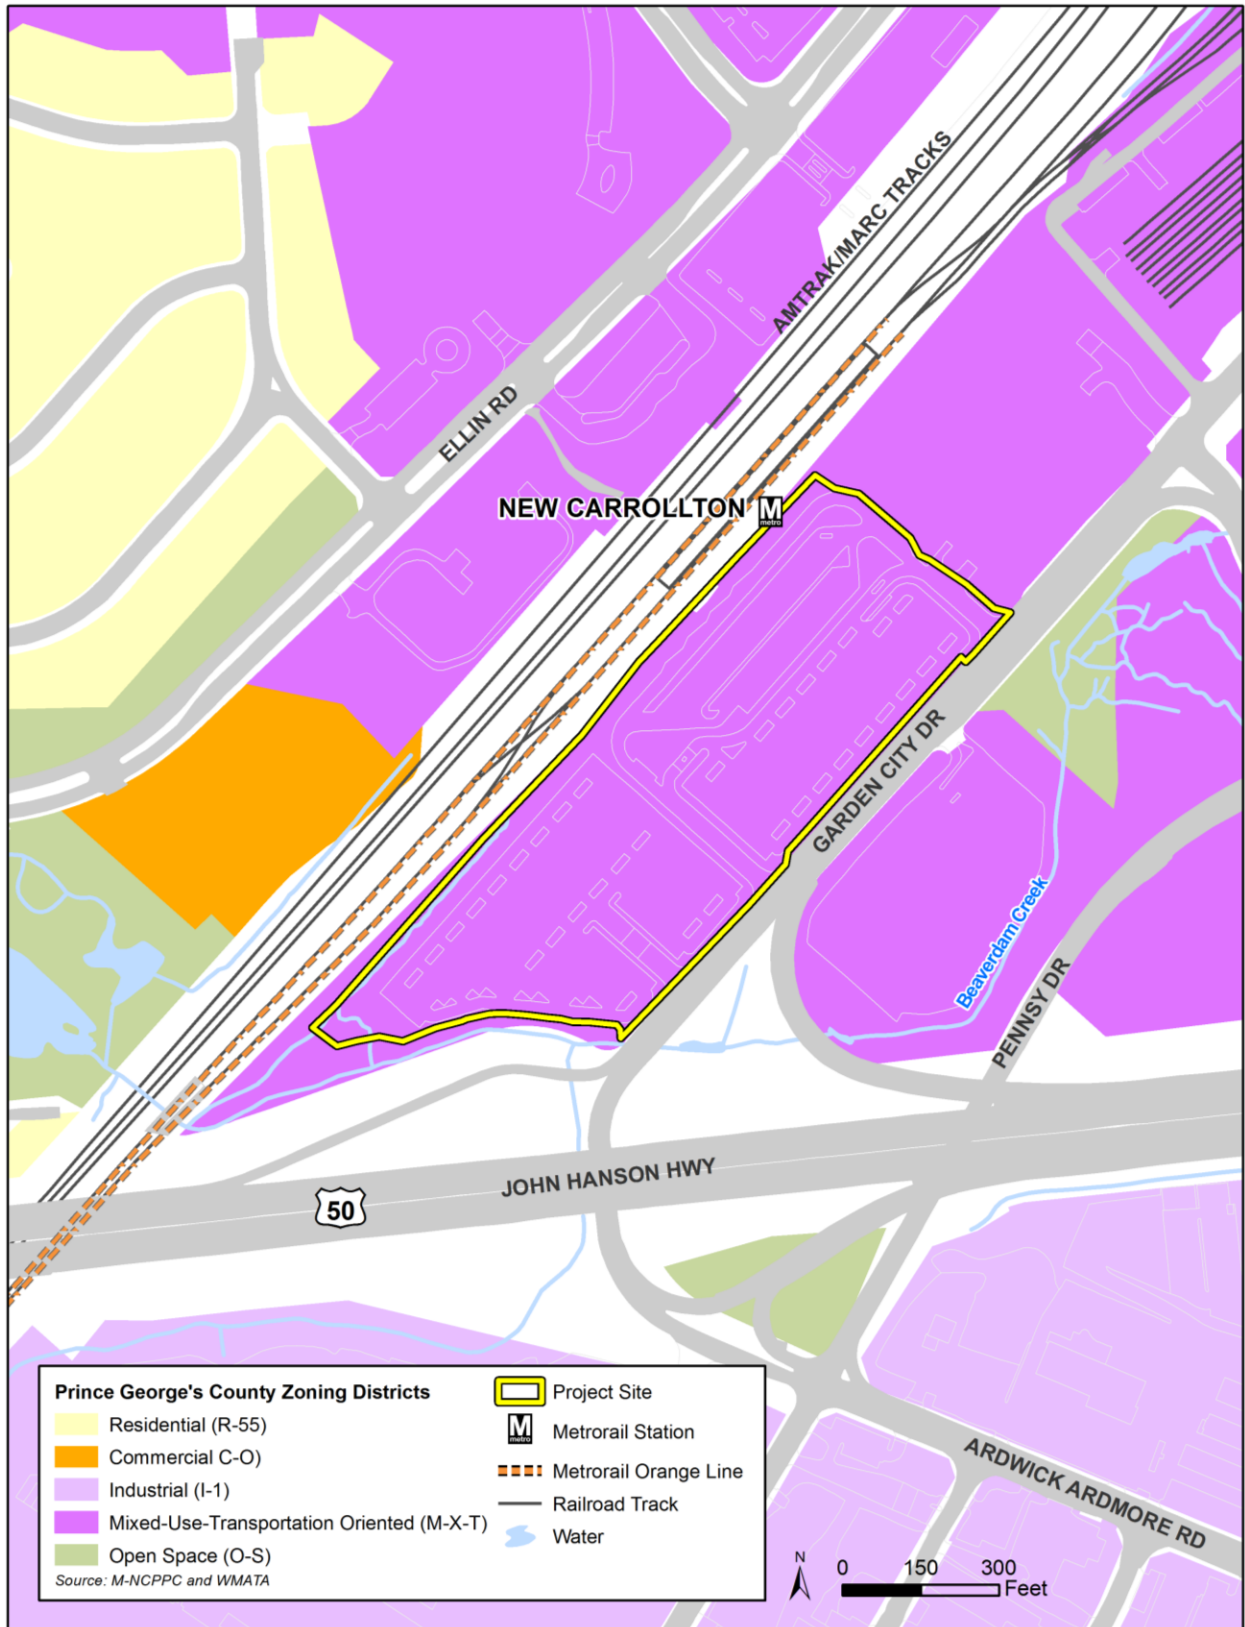 AMTRAK/MARC TRACKS
ELLIN RD
NEW CARROLLTON
M
metro
GARDEN CITY DR
Beaverdam Creek
PENNSY DR
JOHN HANSON HWY
50
ARDWICK ARDMORE RD
Prince George's County Zoning Districts
Residential (R-55)
Commercial C-O)
Industrial (I-1)
Mixed-Use-Transportation Oriented (M-X-T)
Open Space (O-S)
Source: M-NCPPC and WMATA
Project Site
M
metro
Metrorail Station
Metrorail Orange Line
Railroad Track
Water
N
0 150 300
Feet